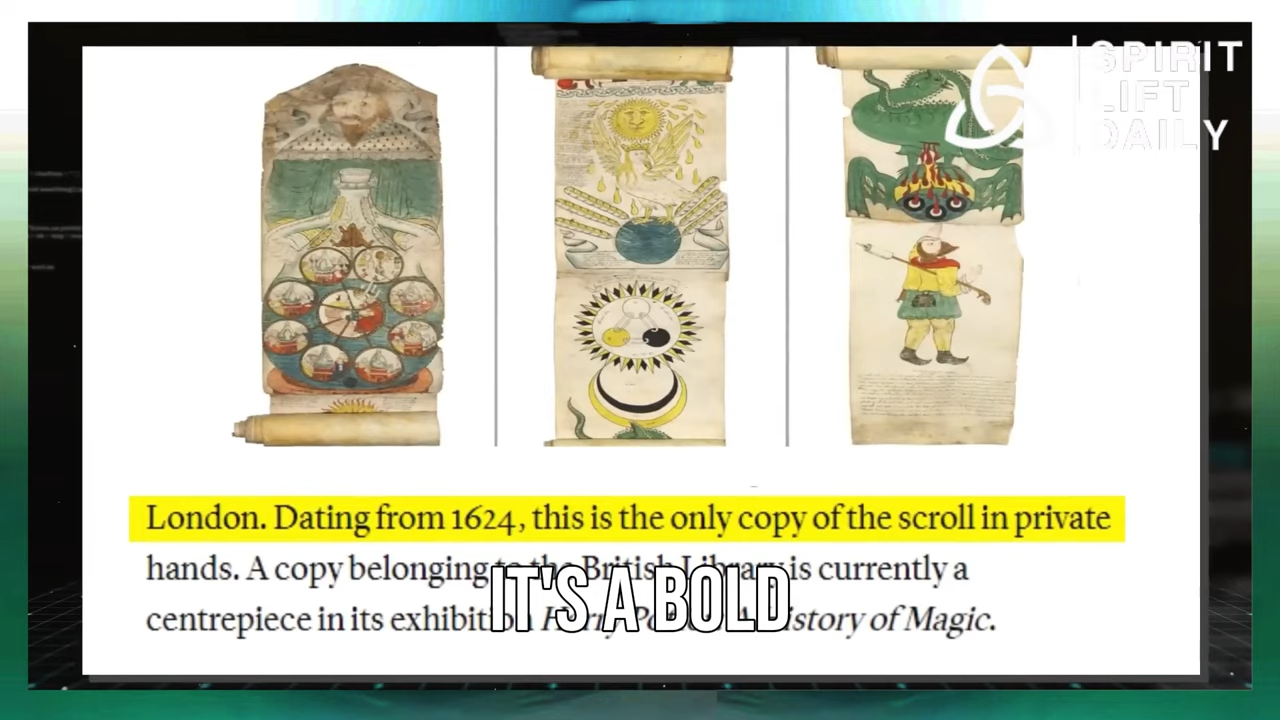 SPIRIT
LIFT
DAILY
London. Dating from 1624, this is the only copy of the scroll in private
hands. A copy belonging to the British Library is currently a
centrepiece in its exhibition Harry Potter: A History of Magic.
IT'S A BOLD